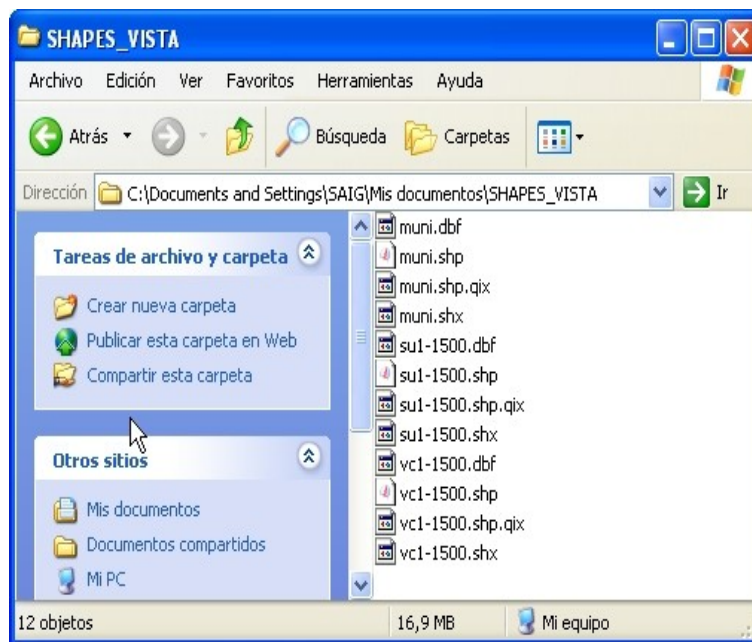 SHAPES_VISTA
Archivo Edición Ver Favoritos Herramientas Ayuda
Atrás Búsqueda Carpetas
Dirección C:\Documents and Settings\SAIG\Mis documentos\SHAPES_VISTA Ir
Tareas de archivo y carpeta
Crear nueva carpeta
Publicar esta carpeta en Web
Compartir esta carpeta
Otros sitios
Mis documentos
Documentos compartidos
Mi PC
muni.dbf
muni.shp
muni.shp.qix
muni.shx
su1-1500.dbf
su1-1500.shp
su1-1500.shp.qix
su1-1500.shx
vc1-1500.dbf
vc1-1500.shp
vc1-1500.shp.qix
vc1-1500.shx
12 objetos 16,9 MB Mi equipo